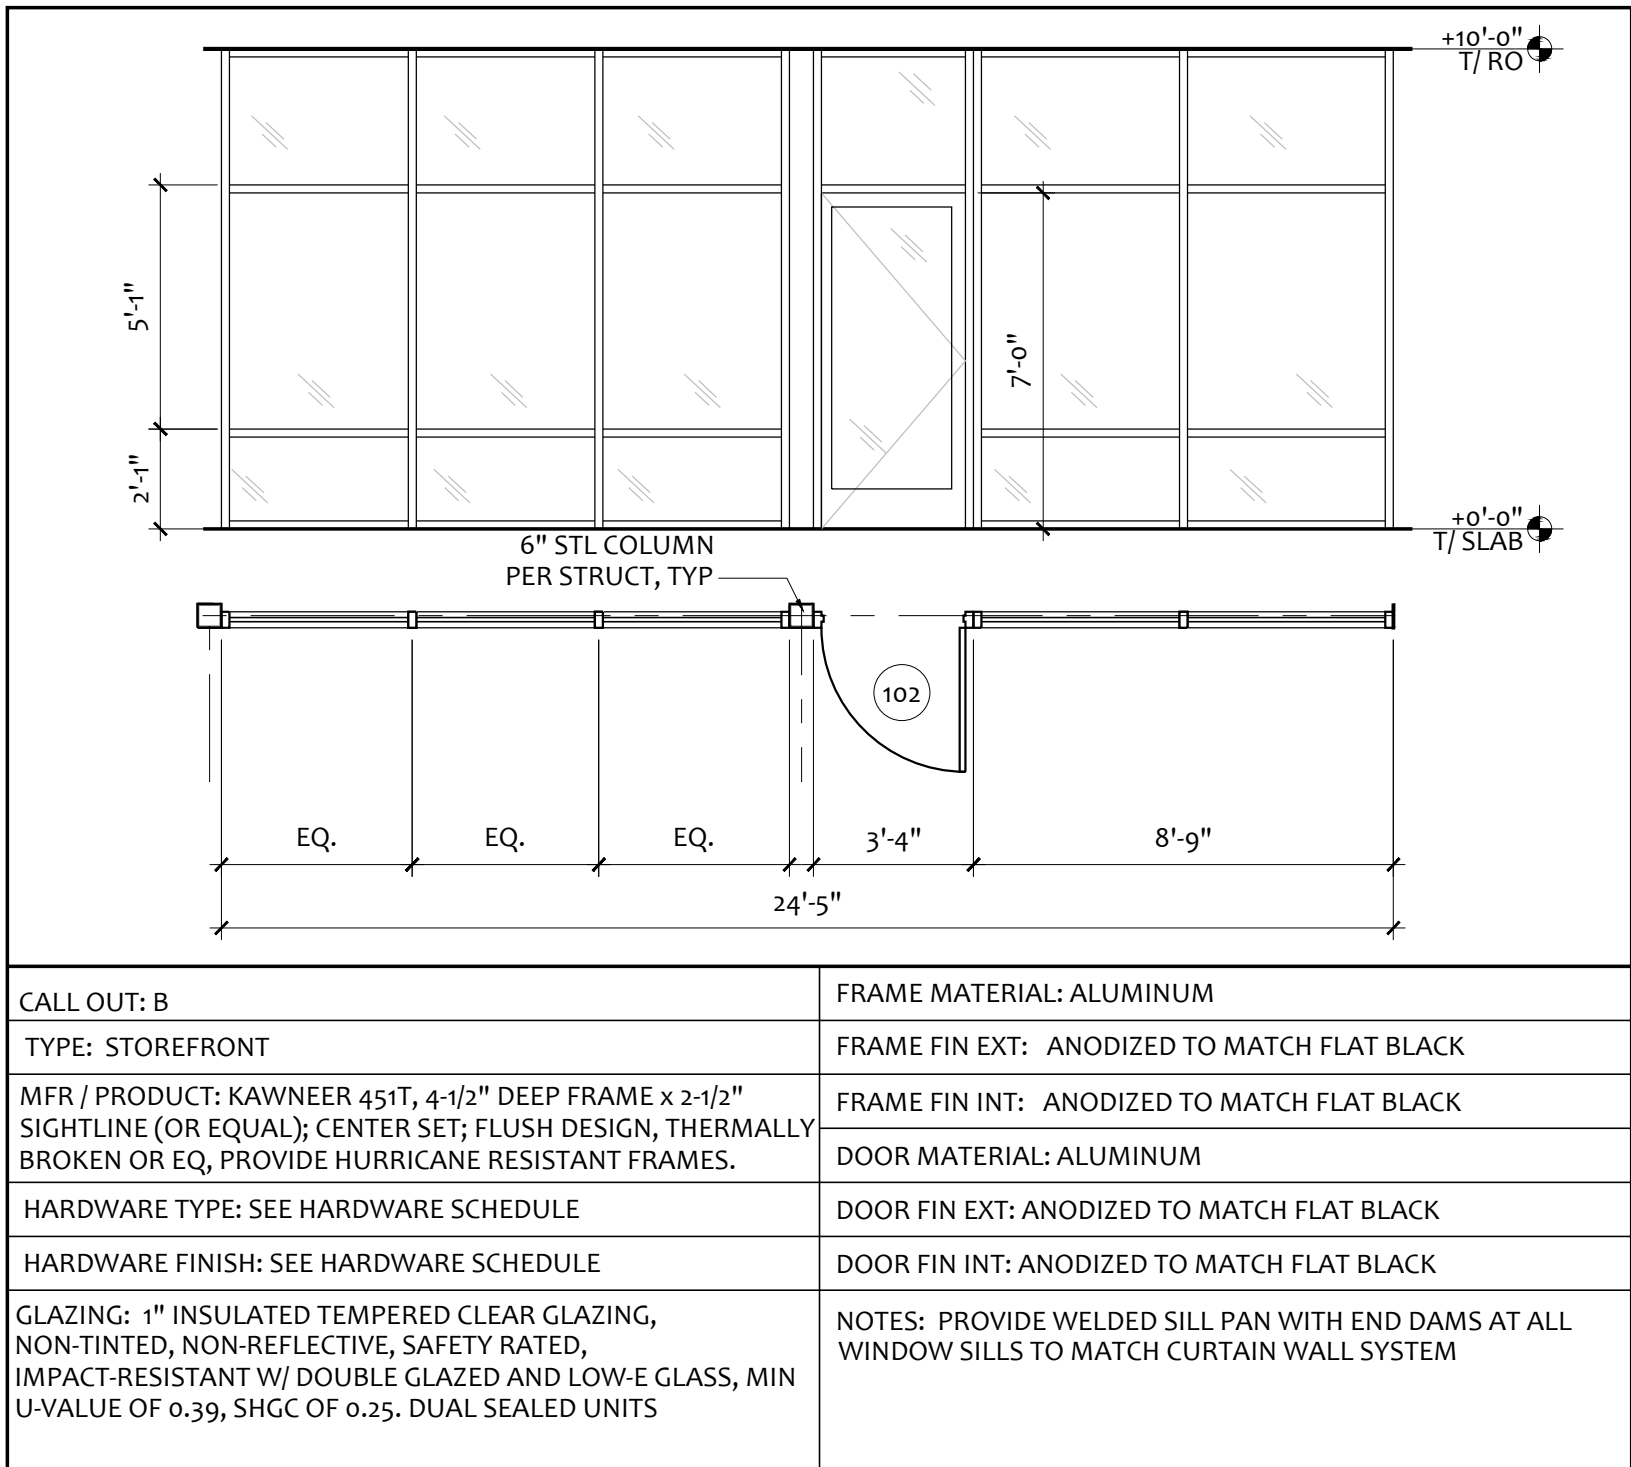 +10'-0"
T/ RO
5'-1"
7'-0"
2'-1"
+0'-0"
T/ SLAB
6" STL COLUMN
PER STRUCT, TYP
102
EQ.
EQ.
EQ.
3'-4"
8'-9"
24'-5"
CALL OUT: B
TYPE: STOREFRONT
MFR / PRODUCT: KAWNEER 451T, 4-1/2" DEEP FRAME x 2-1/2"
SIGHTLINE (OR EQUAL); CENTER SET; FLUSH DESIGN, THERMALLY
BROKEN OR EQ, PROVIDE HURRICANE RESISTANT FRAMES.
HARDWARE TYPE: SEE HARDWARE SCHEDULE
HARDWARE FINISH: SEE HARDWARE SCHEDULE
GLAZING: 1" INSULATED TEMPERED CLEAR GLAZING,
NON-TINTED, NON-REFLECTIVE, SAFETY RATED,
IMPACT-RESISTANT W/ DOUBLE GLAZED AND LOW-E GLASS, MIN
U-VALUE OF 0.39, SHGC OF 0.25. DUAL SEALED UNITS
FRAME MATERIAL: ALUMINUM
FRAME FIN EXT: ANODIZED TO MATCH FLAT BLACK
FRAME FIN INT: ANODIZED TO MATCH FLAT BLACK
DOOR MATERIAL: ALUMINUM
DOOR FIN EXT: ANODIZED TO MATCH FLAT BLACK
DOOR FIN INT: ANODIZED TO MATCH FLAT BLACK
NOTES: PROVIDE WELDED SILL PAN WITH END DAMS AT ALL
WINDOW SILLS TO MATCH CURTAIN WALL SYSTEM